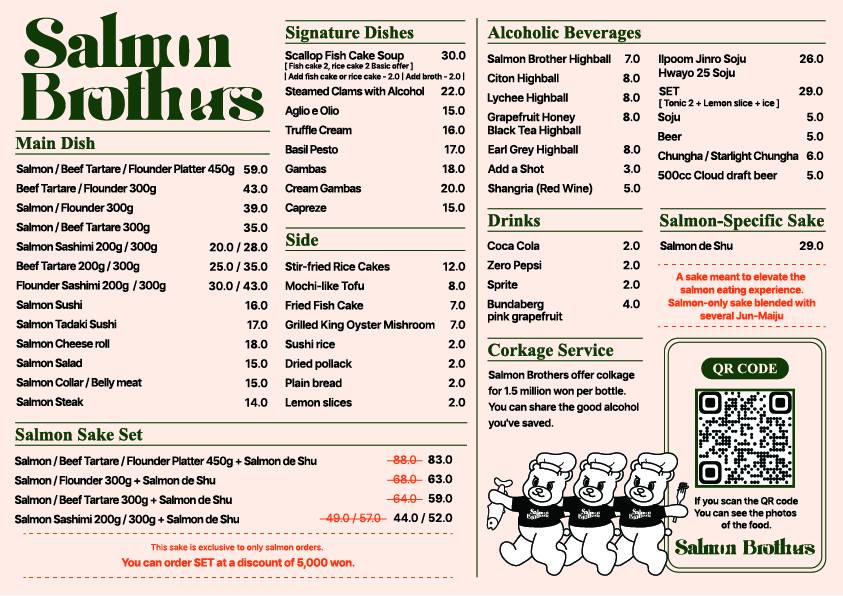 Salmon
Brothers
Main Dish
Salmon / Beef Tartare / Flounder Platter 450g 59.0
Beef Tartare / Flounder 300g 43.0
Salmon / Flounder 300g 39.0
Salmon / Beef Tartare 300g 35.0
Salmon Sashimi 200g / 300g 20.0 / 28.0
Beef Tartare 200g / 300g 25.0 / 35.0
Flounder Sashimi 200g / 300g 30.0 / 43.0
Salmon Sushi 16.0
Salmon Tadaki Sushi 17.0
Salmon Cheese roll 18.0
Salmon Salad 15.0
Salmon Collar / Belly meat 15.0
Salmon Steak 14.0
Signature Dishes
Scallop Fish Cake Soup 30.0
[ Fish cake 2, rice cake 2 Basic offer ]
| Add fish cake or rice cake - 2.0 | Add broth - 2.0 |
Steamed Clams with Alcohol 22.0
Aglio e Olio 15.0
Truffle Cream 16.0
Basil Pesto 17.0
Gambas 18.0
Cream Gambas 20.0
Capreze 15.0
Side
Stir-fried Rice Cakes 12.0
Mochi-like Tofu 8.0
Fried Fish Cake 7.0
Grilled King Oyster Mishroom 7.0
Sushi rice 2.0
Dried pollack 2.0
Plain bread 2.0
Lemon slices 2.0
Salmon Sake Set
Salmon / Beef Tartare / Flounder Platter 450g + Salmon de Shu 88.0 83.0
Salmon / Flounder 300g + Salmon de Shu 68.0 63.0
Salmon / Beef Tartare 300g + Salmon de Shu 64.0 59.0
Salmon Sashimi 200g / 300g + Salmon de Shu 49.0 / 57.0 44.0 / 52.0
This sake is exclusive to only salmon orders.
You can order SET at a discount of 5,000 won.
Alcoholic Beverages
Salmon Brother Highball 7.0
Citon Highball 8.0
Lychee Highball 8.0
Grapefruit Honey 8.0
Black Tea Highball
Earl Grey Highball 8.0
Add a Shot 3.0
Shangria (Red Wine) 5.0
Ilpoom Jinro Soju 26.0
Hwayo 25 Soju
SET 29.0
[ Tonic 2 + Lemon slice + ice ]
Soju 5.0
Beer 5.0
Chungha / Starlight Chungha 6.0
500cc Cloud draft beer 5.0
Drinks
Coca Cola 2.0
Zero Pepsi 2.0
Sprite 2.0
Bundaberg 4.0
pink grapefruit
Salmon-Specific Sake
Salmon de Shu 29.0
A sake meant to elevate the
salmon eating experience.
Salmon-only sake blended with
several Jun-Maiju
Corkage Service
Salmon Brothers offer colkage
for 1.5 million won per bottle.
You can share the good alcohol
you've saved.
Salmon Brothers
Salmon Brothers
Salmon Brothers
QR CODE
If you scan the QR code
You can see the photos
of the food.
Salmon Brothers